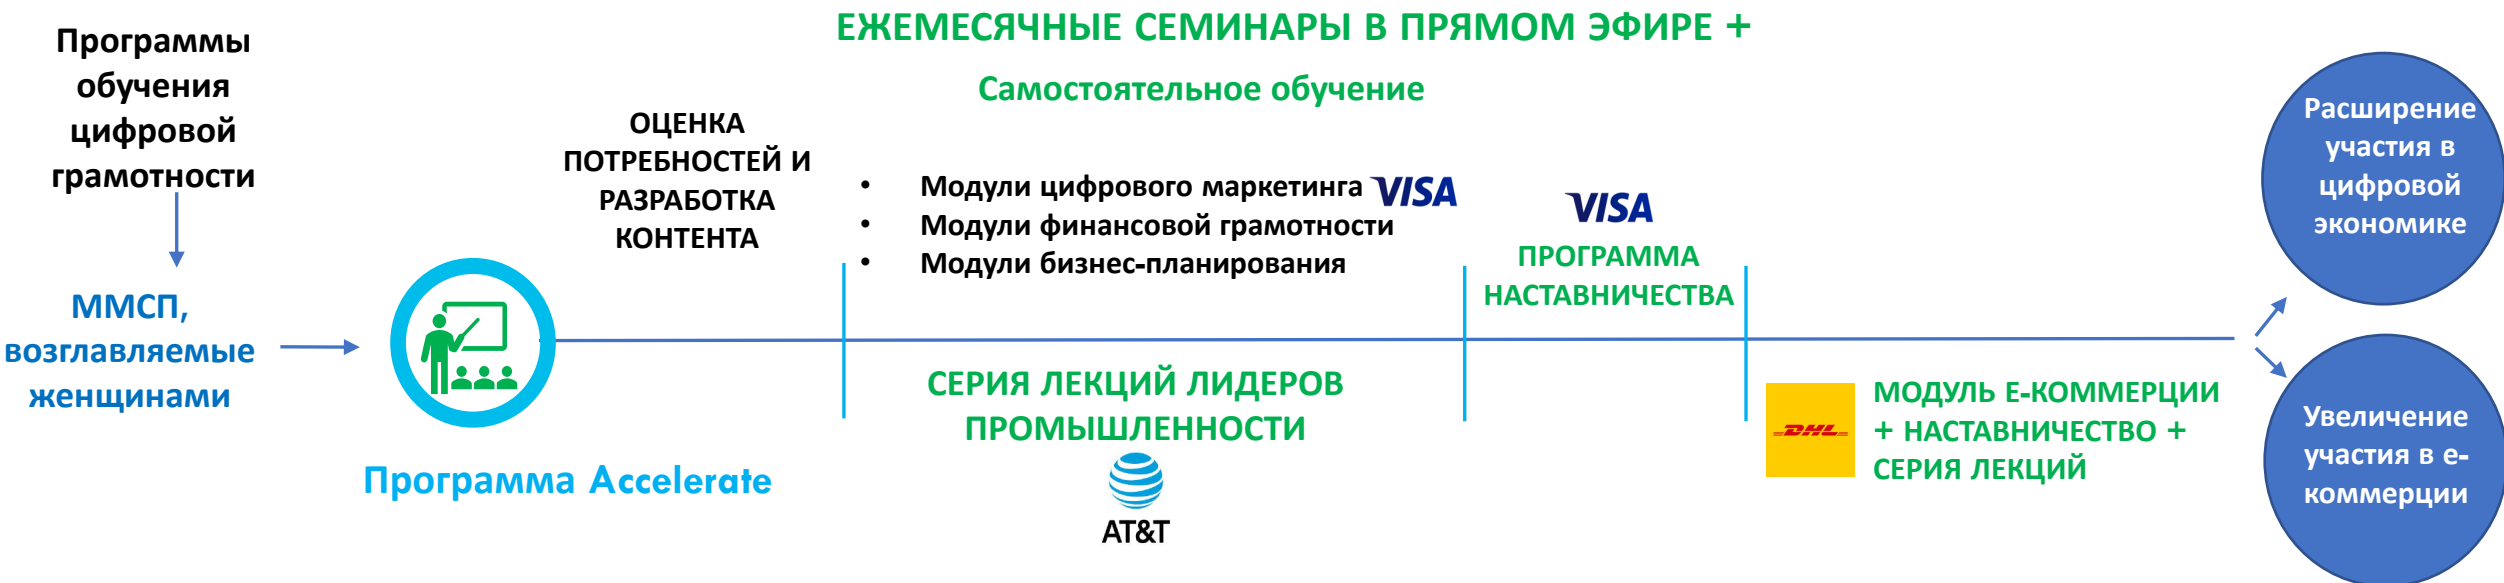 Программы
обучения
цифровой
грамотности
ММСП,
возглавляемые
женщинами
Программа Accelerate
ОЦЕНКА
ПОТРЕБНОСТЕЙ И
РАЗРАБОТКА
КОНТЕНТА
ЕЖЕМЕСЯЧНЫЕ СЕМИНАРЫ В ПРЯМОМ ЭФИРЕ +
Самостоятельное обучение
• Модули цифрового маркетинга VISA
• Модули финансовой грамотности
• Модули бизнес-планирования
СЕРИЯ ЛЕКЦИЙ ЛИДЕРОВ
ПРОМЫШЛЕННОСТИ
AT&T
VISA
ПРОГРАММА
НАСТАВНИЧЕСТВА
DHL
МОДУЛЬ Е-КОММЕРЦИИ
+ НАСТАВНИЧЕСТВО +
СЕРИЯ ЛЕКЦИЙ
Расширение
участия в
цифровой
экономике
Увеличение
участия в е-
коммерции